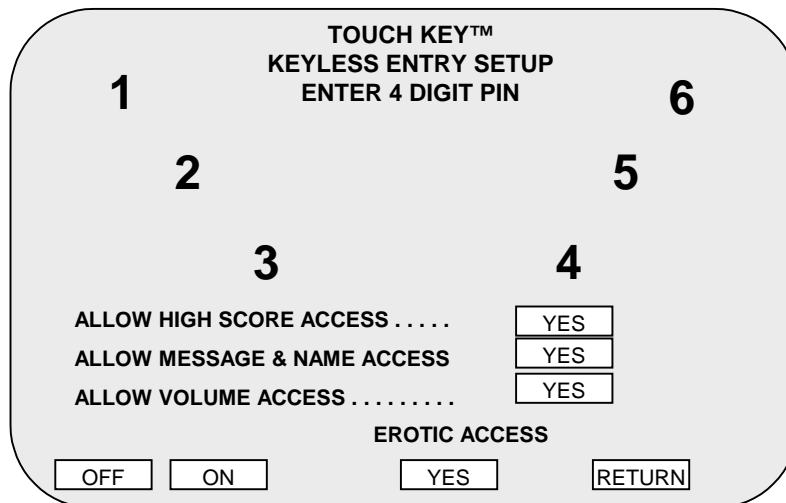 TOUCH KEY™
KEYLESS ENTRY SETUP
ENTER 4 DIGIT PIN
1 6
2 5
3 4
ALLOW HIGH SCORE ACCESS . . . . . YES
ALLOW MESSAGE & NAME ACCESS YES
ALLOW VOLUME ACCESS . . . . . . . . . YES
EROTIC ACCESS
OFF ON YES RETURN